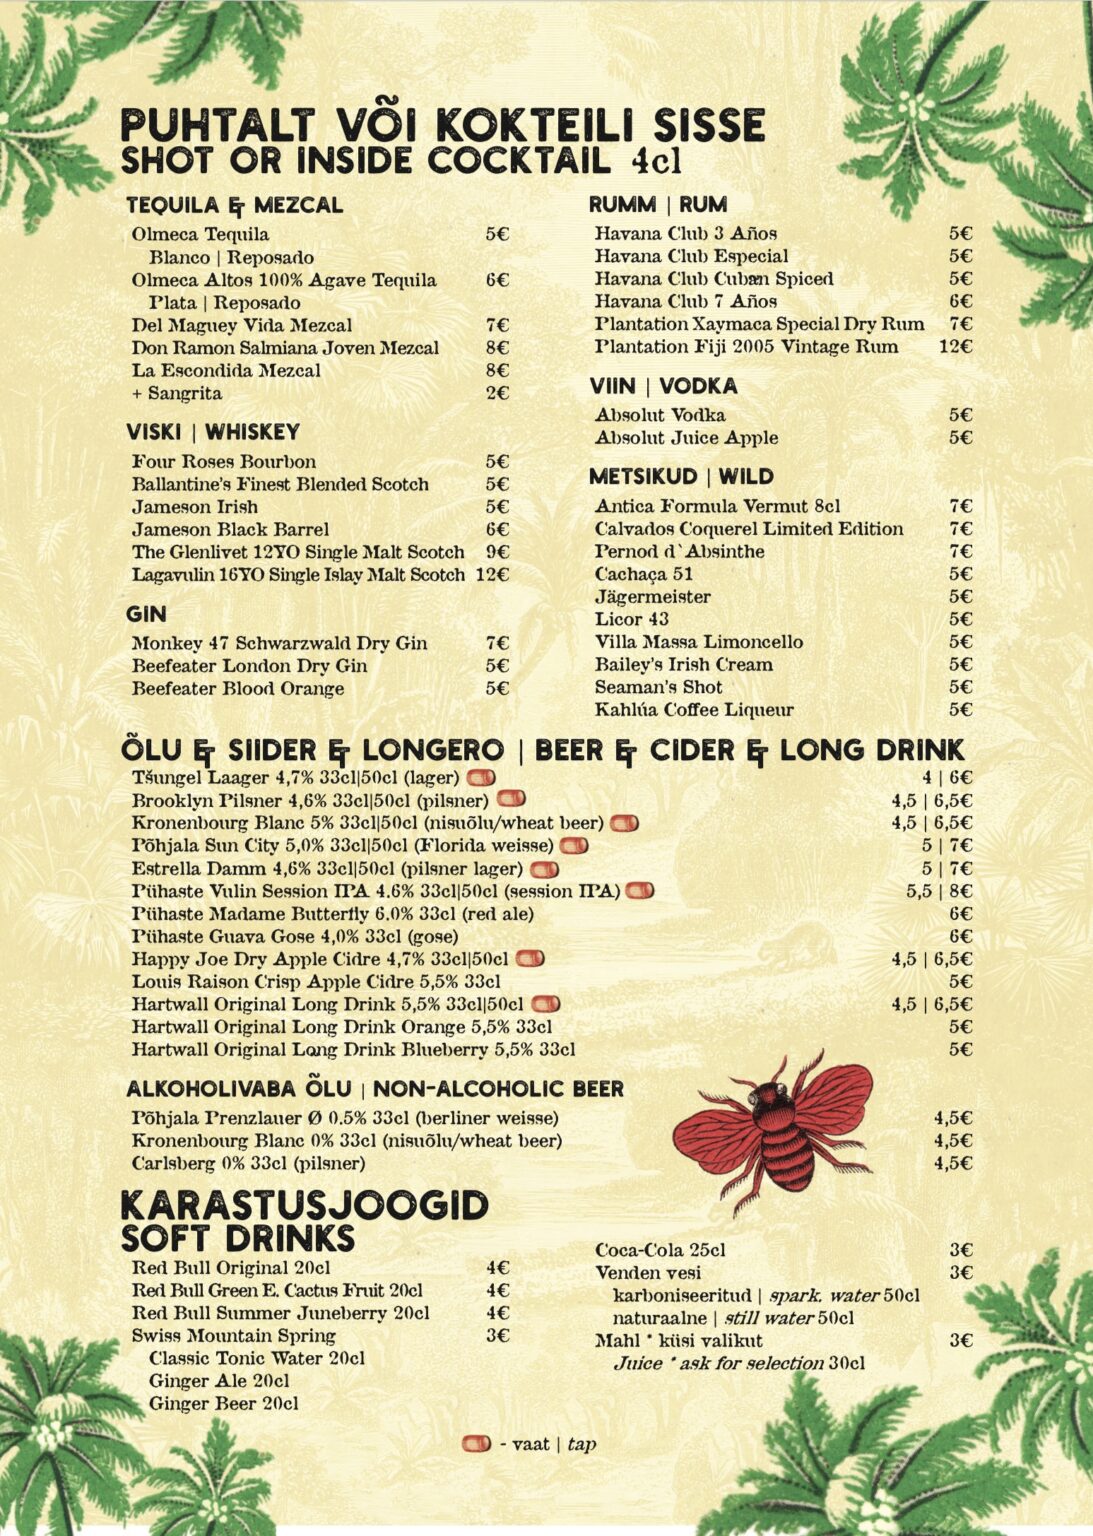 PUHTALT VÕI KOKTEILI SISSE
SHOT OR INSIDE COCKTAIL 4cl
TEQUILA & MEZCAL
Olmeca Tequila 5€
Blanco | Reposado
Olmeca Altos 100% Agave Tequila 6€
Plata | Reposado
Del Maguey Vida Mezcal 7€
Don Ramon Salmiana Joven Mezcal 8€
La Escondida Mezcal 8€
+ Sangrita 2€
VISKI | WHISKEY
Four Roses Bourbon 5€
Ballantine's Finest Blended Scotch 5€
Jameson Irish 5€
Jameson Black Barrel 6€
The Glenlivet 12YO Single Malt Scotch 9€
Lagavulin 16YO Single Islay Malt Scotch 12€
GIN
Monkey 47 Schwarzwald Dry Gin 7€
Beefeater London Dry Gin 5€
Beefeater Blood Orange 5€
RUMM | RUM
Havana Club 3 Años 5€
Havana Club Especial 5€
Havana Club Cuban Spiced 5€
Havana Club 7 Años 6€
Plantation Xaymaca Special Dry Rum 7€
Plantation Fiji 2005 Vintage Rum 12€
VIIN | VODKA
Absolut Vodka 5€
Absolut Juice Apple 5€
METSIKUD | WILD
Antica Formula Vermut 8cl 7€
Calvados Coquerel Limited Edition 7€
Pernod d`Absinthe 7€
Cachaça 51 5€
Jägermeister 5€
Licor 43 5€
Villa Massa Limoncello 5€
Bailey's Irish Cream 5€
Seaman's Shot 5€
Kahlúa Coffee Liqueur 5€
ÕLU & SIIDER & LONGERO | BEER & CIDER & LONG DRINK
Tšungel Laager 4,7% 33cl|50cl (lager) 4 | 6€
Brooklyn Pilsner 4,6% 33cl|50cl (pilsner) 4,5 | 6,5€
Kronenbourg Blanc 5% 33cl|50cl (nisuõlu/wheat beer) 4,5 | 6,5€
Põhjala Sun City 5,0% 33cl|50cl (Florida weisse) 5 | 7€
Estrella Damm 4,6% 33cl|50cl (pilsner lager) 5 | 7€
Pühaste Vulin Session IPA 4.6% 33cl|50cl (session IPA) 5,5 | 8€
Pühaste Madame Butterfly 6.0% 33cl (red ale) 6€
Pühaste Guava Gose 4,0% 33cl (gose) 6€
Happy Joe Dry Apple Cidre 4,7% 33cl|50cl 4,5 | 6,5€
Louis Raison Crisp Apple Cidre 5,5% 33cl 5€
Hartwall Original Long Drink 5,5% 33cl|50cl 4,5 | 6,5€
Hartwall Original Long Drink Orange 5,5% 33cl 5€
Hartwall Original Long Drink Blueberry 5,5% 33cl 5€
ALKOHOLIVABA ÕLU | NON-ALCOHOLIC BEER
Põhjala Prenzlauer Ø 0.5% 33cl (berliner weisse) 4,5€
Kronenbourg Blanc 0% 33cl (nisuõlu/wheat beer) 4,5€
Carlsberg 0% 33cl (pilsner) 4,5€
KARASTUSJOOGID
SOFT DRINKS
Red Bull Original 20cl 4€
Red Bull Green E. Cactus Fruit 20cl 4€
Red Bull Summer Juneberry 20cl 4€
Swiss Mountain Spring 3€
Classic Tonic Water 20cl
Ginger Ale 20cl
Ginger Beer 20cl
Coca-Cola 25cl 3€
Venden vesi 3€
karboniseeritud | spark. water 50cl
naturaalne | still water 50cl
Mahl * küsi valikut 3€
Juice * ask for selection 30cl
- vaat | tap